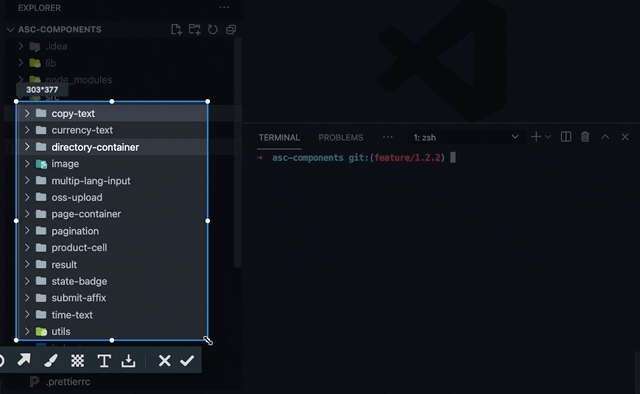 EXPLORER
···
ASC-COMPONENTS
.idea
lib
node_modules
303*377
src
copy-text
currency-text
directory-container
image
multip-lang-input
oss-upload
page-container
pagination
product-cell
result
state-badge
submit-affix
time-text
utils
T
.prettierrc
TERMINAL
PROBLEMS
···
1: zsh
→ asc-components git:(feature/1.2.2)